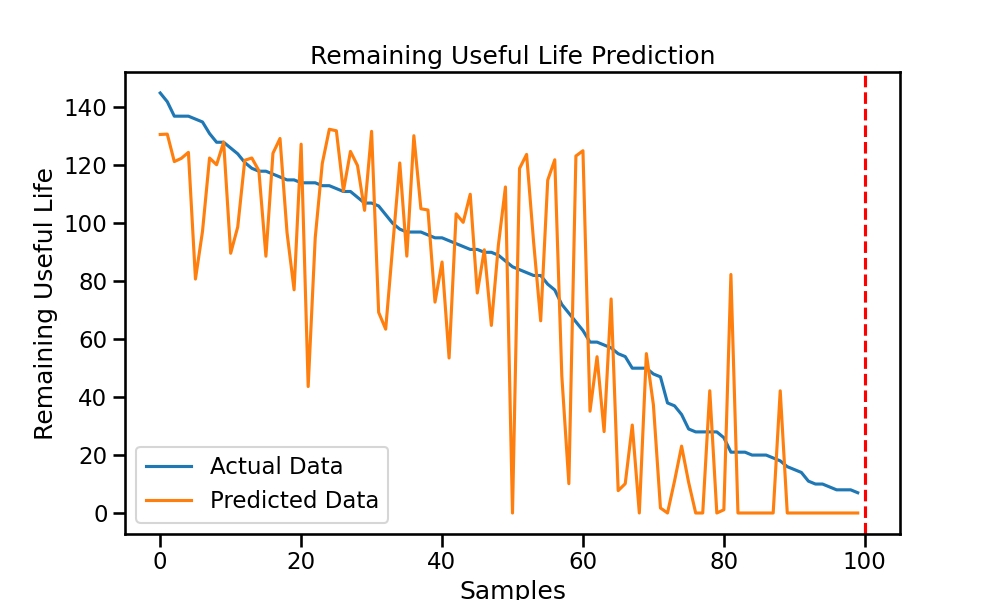 Remaining Useful Life Prediction
Remaining Useful Life
140
120
100
80
60
40
20
0
Actual Data
Predicted Data
0 20 40 60 80 100
Samples